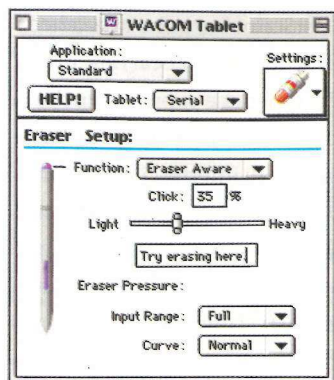 WACOM Tablet
Application:
Settings:
Standard
HELP!
Tablet: Serial
Eraser Setup:
Function: Eraser Aware
Click: 35 %
Light Heavy
Try erasing here.
Eraser Pressure:
Input Range: Full
Curve: Normal